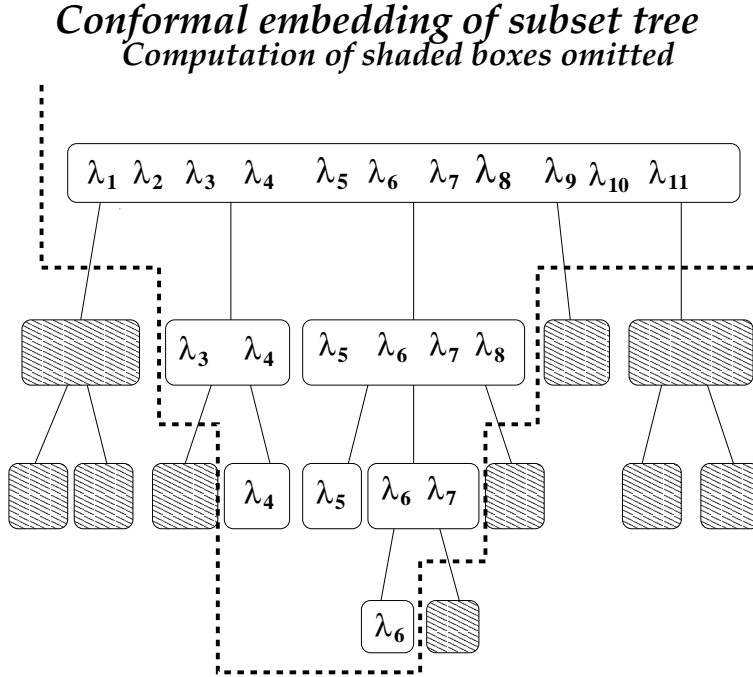 Conformal embedding of subset tree
Computation of shaded boxes omitted
λ₁ λ₂ λ₃ λ₄ λ₅ λ₆ λ₇ λ₈ λ₉ λ₁₀ λ₁₁
λ₃ λ₄ λ₅ λ₆ λ₇ λ₈
λ₄ λ₅ λ₆ λ₇
λ₆